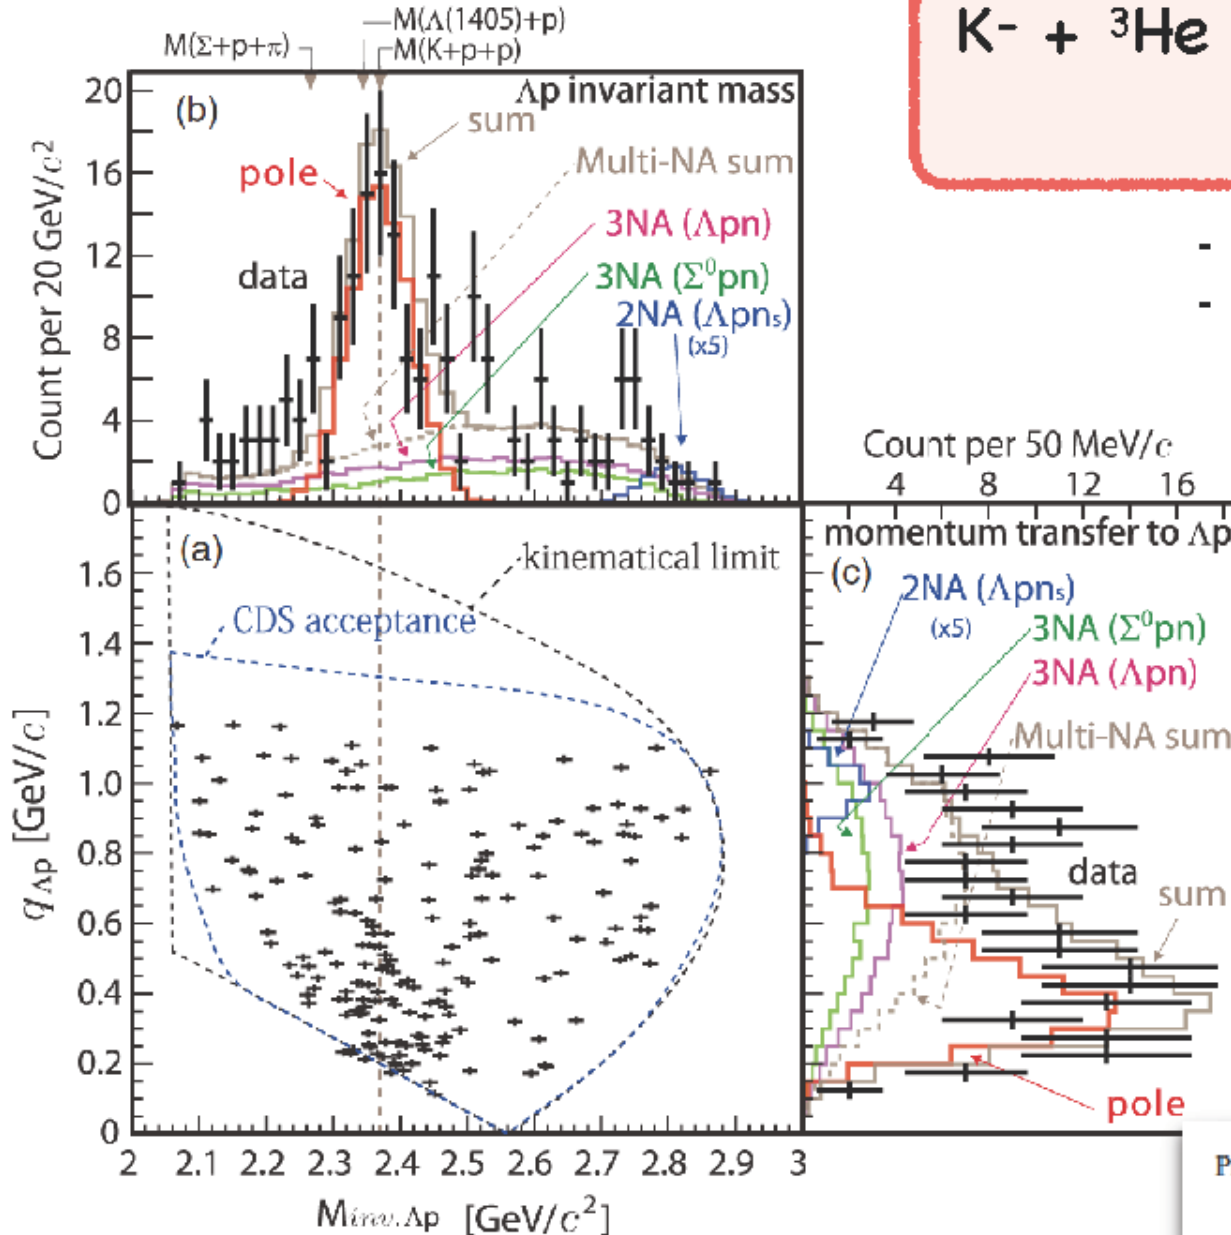 M(Λ(1405)+p)
M(Σ+p+π)
M(K+p+p)
K- + ³He
20
16
12
8
4
0
Count per 20 GeV/c²
(b)
Λp invariant mass
sum
pole
Multi-NA sum
3NA (Λpn)
data
3NA (Σ⁰pn)
2NA (Λpnₛ)
(x5)
-
-
Count per 50 MeV/c
4 8 12 16
(a)
kinematical limit
CDS acceptance
1.6
1.4
1.2
1.0
0.8
0.6
0.4
0.2
0
q Λp [GeV/c]
2 2.1 2.2 2.3 2.4 2.5 2.6 2.7 2.8 2.9 3
Minv.Λp [GeV/c²]
momentum transfer to Λp
(c)
2NA (Λpnₛ)
(x5)
3NA (Σ⁰pn)
3NA (Λpn)
Multi-NA sum
data
sum
pole
P